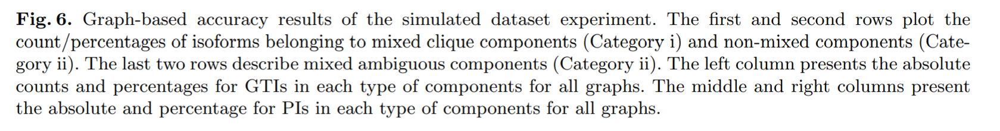 Fig. 6. Graph-based accuracy results of the simulated dataset experiment. The first and second rows plot the
count/percentages of isoforms belonging to mixed clique components (Category i) and non-mixed components (Cate-
gory ii). The last two rows describe mixed ambiguous components (Category ii). The left column presents the absolute
counts and percentages for GTIs in each type of components for all graphs. The middle and right columns present
the absolute and percentage for PIs in each type of components for all graphs.